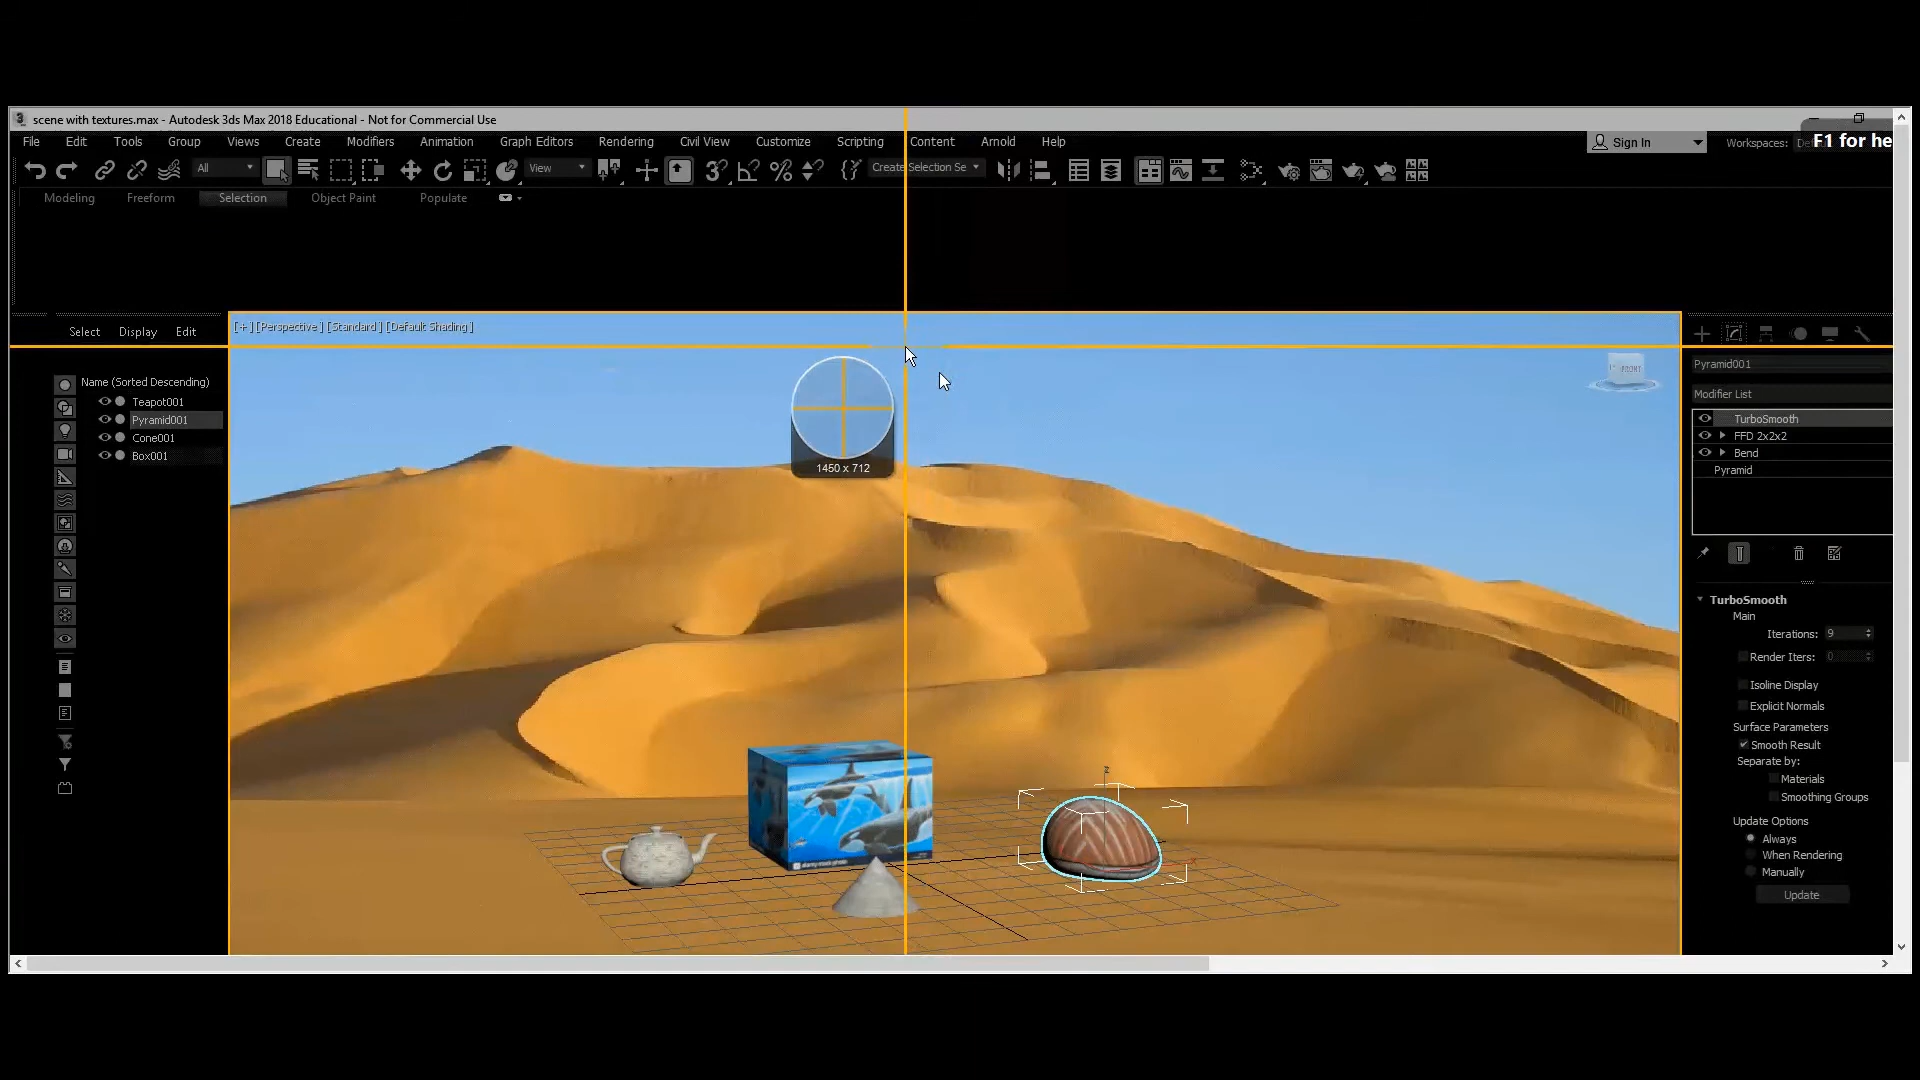 scene with textures.max - Autodesk 3ds Max 2018 Educational - Not for Commercial Use
File Edit Tools Group Views Create Modifiers Animation Graph Editors Rendering Civil View Customize Scripting Content Arnold Help
Sign In
Workspaces:
F1 for he
All
View
Create Selection Se
Modeling Freeform Selection Object Paint Populate
Select Display Edit
[+] [Perspective] [Standard] [Default Shading]
Name (Sorted Descending)
Teapot001
Pyramid001
Cone001
Box001
1450 x 712
FRONT
z
Pyramid001
Modifier List
TurboSmooth
FFD 2x2x2
Bend
Pyramid
TurboSmooth
Main
Iterations: 9
Render Iters: 0
Isoline Display
Explicit Normals
Surface Parameters
Smooth Result
Separate by:
Materials
Smoothing Groups
Update Options
Always
When Rendering
Manually
Update